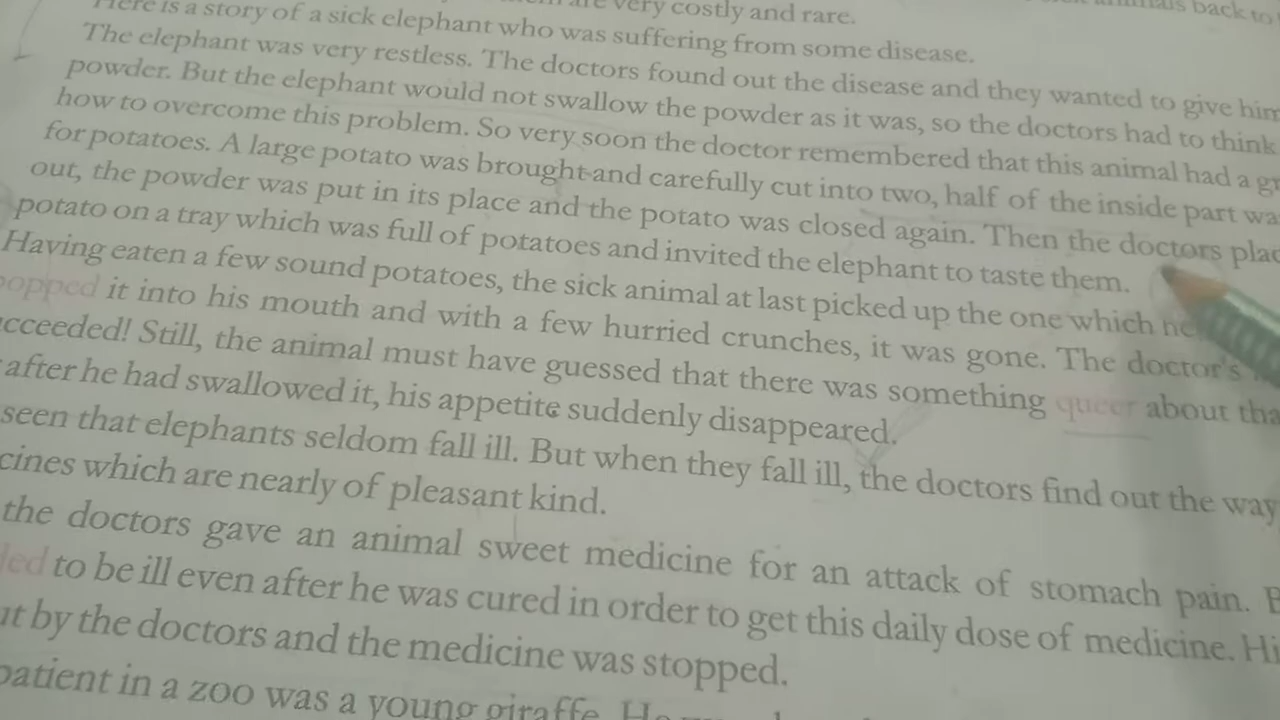 are very costly and rare. animals back to
Here is a story of a sick elephant who was suffering from some disease.
The elephant was very restless. The doctors found out the disease and they wanted to give him
powder. But the elephant would not swallow the powder as it was, so the doctors had to think
how to overcome this problem. So very soon the doctor remembered that this animal had a
for potatoes. A large potato was brought and carefully cut into two, half of the inside part
out, the powder was put in its place and the potato was closed again. Then the doctors
potato on a tray which was full of potatoes and invited the elephant to taste them.
Having eaten a few sound potatoes, the sick animal at last picked up the one which
popped it into his mouth and with a few hurried crunches, it was gone. The doctor's
succeeded! Still, the animal must have guessed that there was something queer about
after he had swallowed it, his appetite suddenly disappeared.
seen that elephants seldom fall ill. But when they fall ill, the doctors find out the way
cines which are nearly of pleasant kind.
the doctors gave an animal sweet medicine for an attack of stomach pain.
ded to be ill even after he was cured in order to get this daily dose of medicine.
ut by the doctors and the medicine was stopped.
patient in a zoo was a young giraffe.